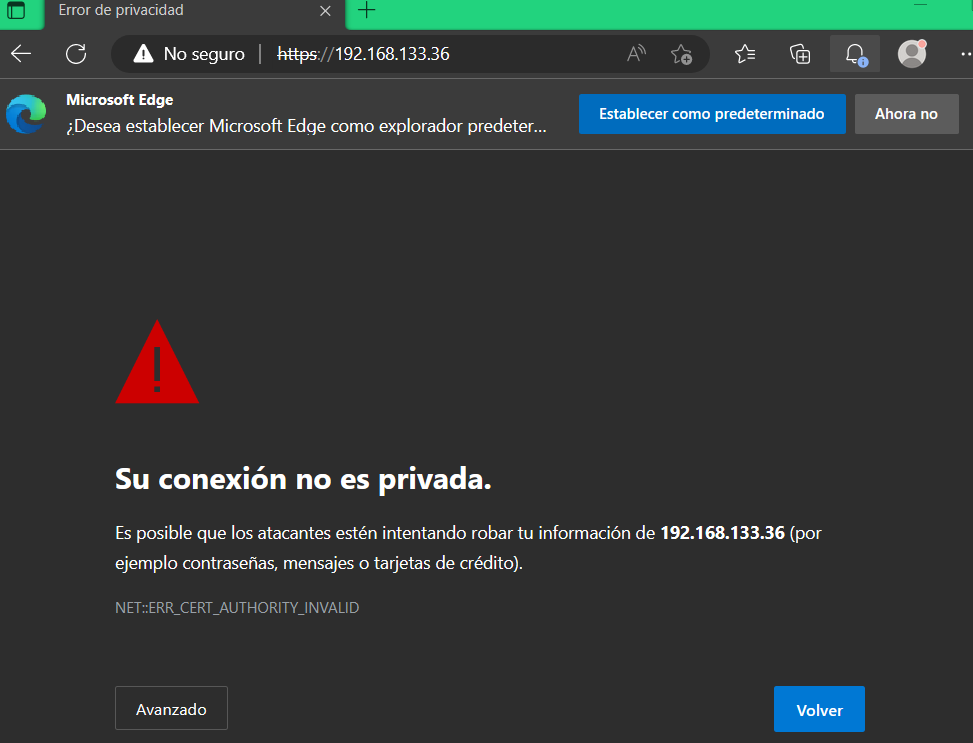 Error de privacidad
No seguro | https://192.168.133.36
Microsoft Edge
¿Desea establecer Microsoft Edge como explorador predeter...
Establecer como predeterminado
Ahora no
Su conexión no es privada.
Es posible que los atacantes estén intentando robar tu información de 192.168.133.36 (por
ejemplo contraseñas, mensajes o tarjetas de crédito).
NET::ERR_CERT_AUTHORITY_INVALID
Avanzado
Volver